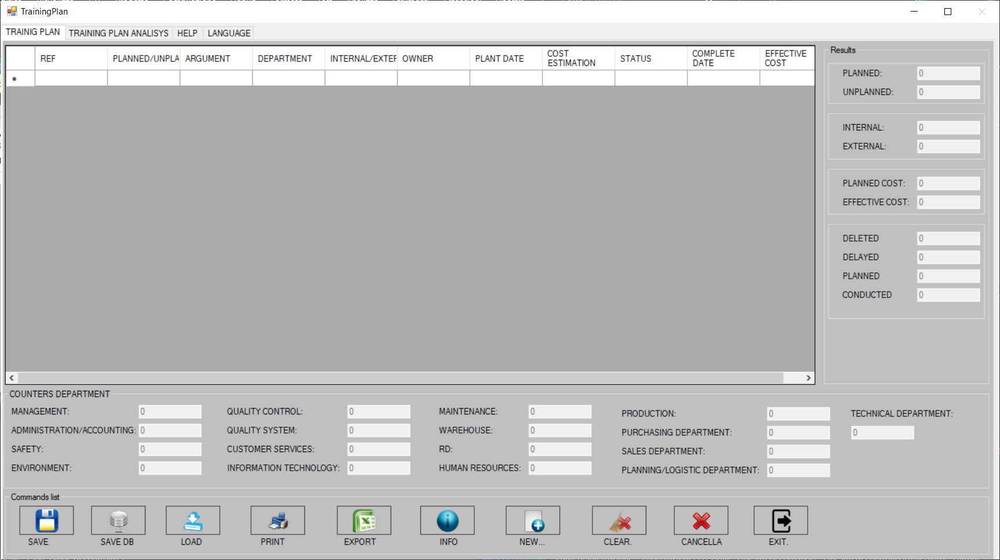 TrainingPlan
TRAINIG PLAN TRAINING PLAN ANALISYS HELP LANGUAGE
REF PLANNED/UNPLA ARGUMENT DEPARTMENT INTERNAL/EXTER OWNER PLANT DATE COST ESTIMATION STATUS COMPLETE DATE EFFECTIVE COST
Results
PLANNED: 0
UNPLANNED: 0
INTERNAL: 0
EXTERNAL: 0
PLANNED COST: 0
EFFECTIVE COST: 0
DELETED 0
DELAYED 0
PLANNED 0
CONDUCTED 0
COUNTERS DEPARTMENT
MANAGEMENT: 0
ADMINISTRATION/ACCOUNTING: 0
SAFETY: 0
ENVIRONMENT: 0
QUALITY CONTROL: 0
QUALITY SYSTEM: 0
CUSTOMER SERVICES: 0
INFORMATION TECHNOLOGY: 0
MAINTENANCE: 0
WAREHOUSE: 0
RD: 0
HUMAN RESOURCES: 0
PRODUCTION: 0
PURCHASING DEPARTMENT: 0
SALES DEPARTMENT: 0
PLANNING/LOGISTIC DEPARTMENT: 0
TECHNICAL DEPARTMENT:
0
Commands list
SAVE SAVE DB LOAD PRINT EXPORT INFO NEW... CLEAR. CANCELLA EXIT.